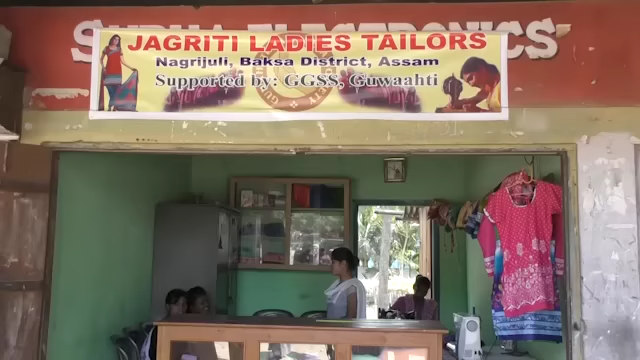 JAGRITI LADIES TAILORS
Nagrijuli, Baksa District, Assam
Supported by: GGSS, Guwaahti